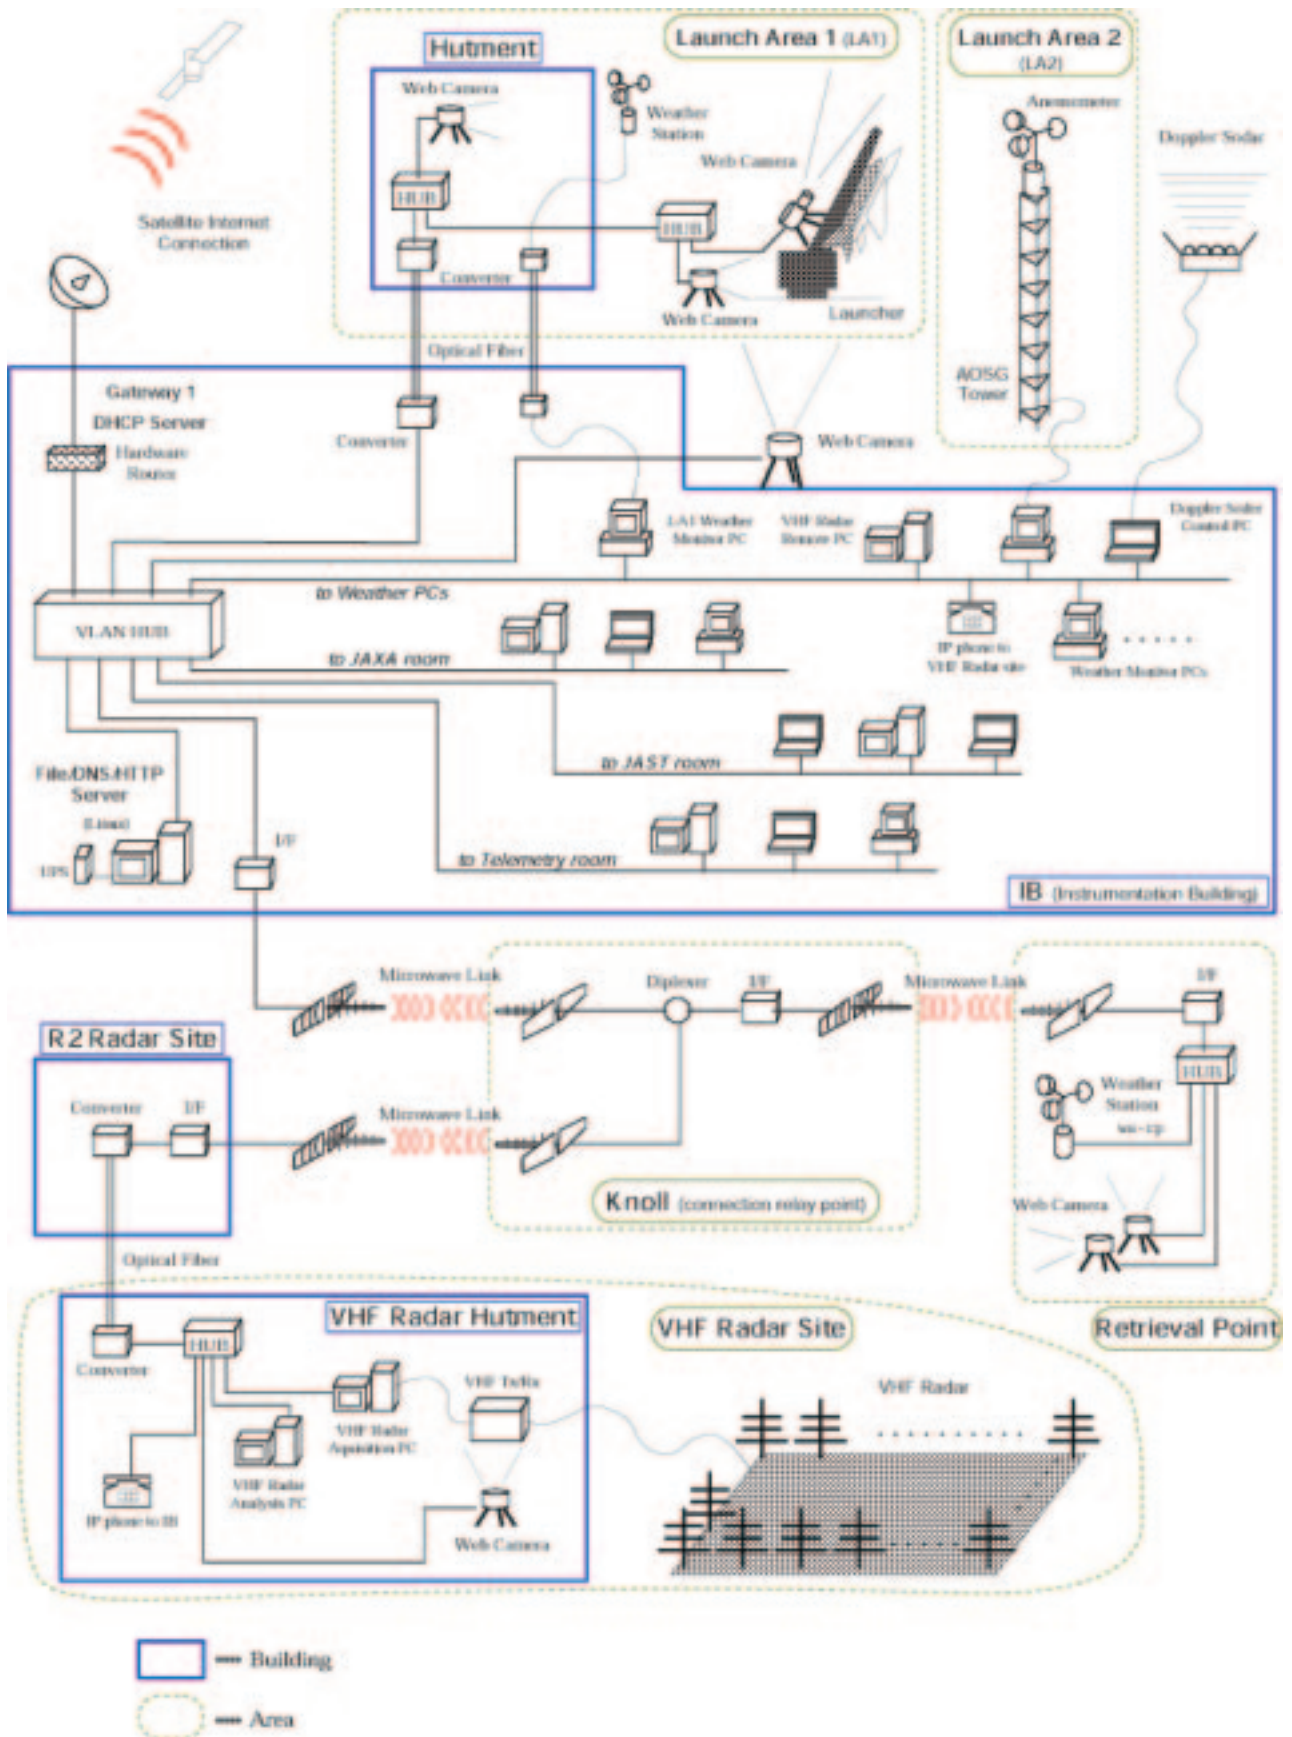 Hutment
Launch Area 1 (LA1)
Launch Area 2
(LA2)
Web Camera
Weather
Station
Anemometer
Doppler Sodar
Web Camera
HUB
HUB
Satellite Internet
Connection
Converter
Web Camera
Launcher
Optical Fiber
AOSG
Tower
Gateway 1
DHCP Server
Hardware
Router
Converter
Web Camera
LA1 Weather
Monitor PC
VHF Radar
Remote PC
Doppler Sodar
Control PC
to Weather PCs
VLAN HUB
to JAXA room
IP phone to
VHF Radar site
Weather Monitor PCs
to JAST room
File/DNS/HTTP
Server
(Linux)
UPS
I/F
to Telemetry room
IB (Instrumentation Building)
Microwave Link
Diplexer
I/F
Microwave Link
I/F
R2 Radar Site
HUB
Converter
I/F
Microwave Link
Weather
Station
Knoll (connection relay point)
Web Camera
Optical Fiber
VHF Radar Hutment
VHF Radar Site
Retrieval Point
HUB
Converter
VHF Tx/Rx
VHF Radar
VHF Radar
Aquisition PC
VHF Radar
Analysis PC
IP phone to IB
Web Camera
Building
Area